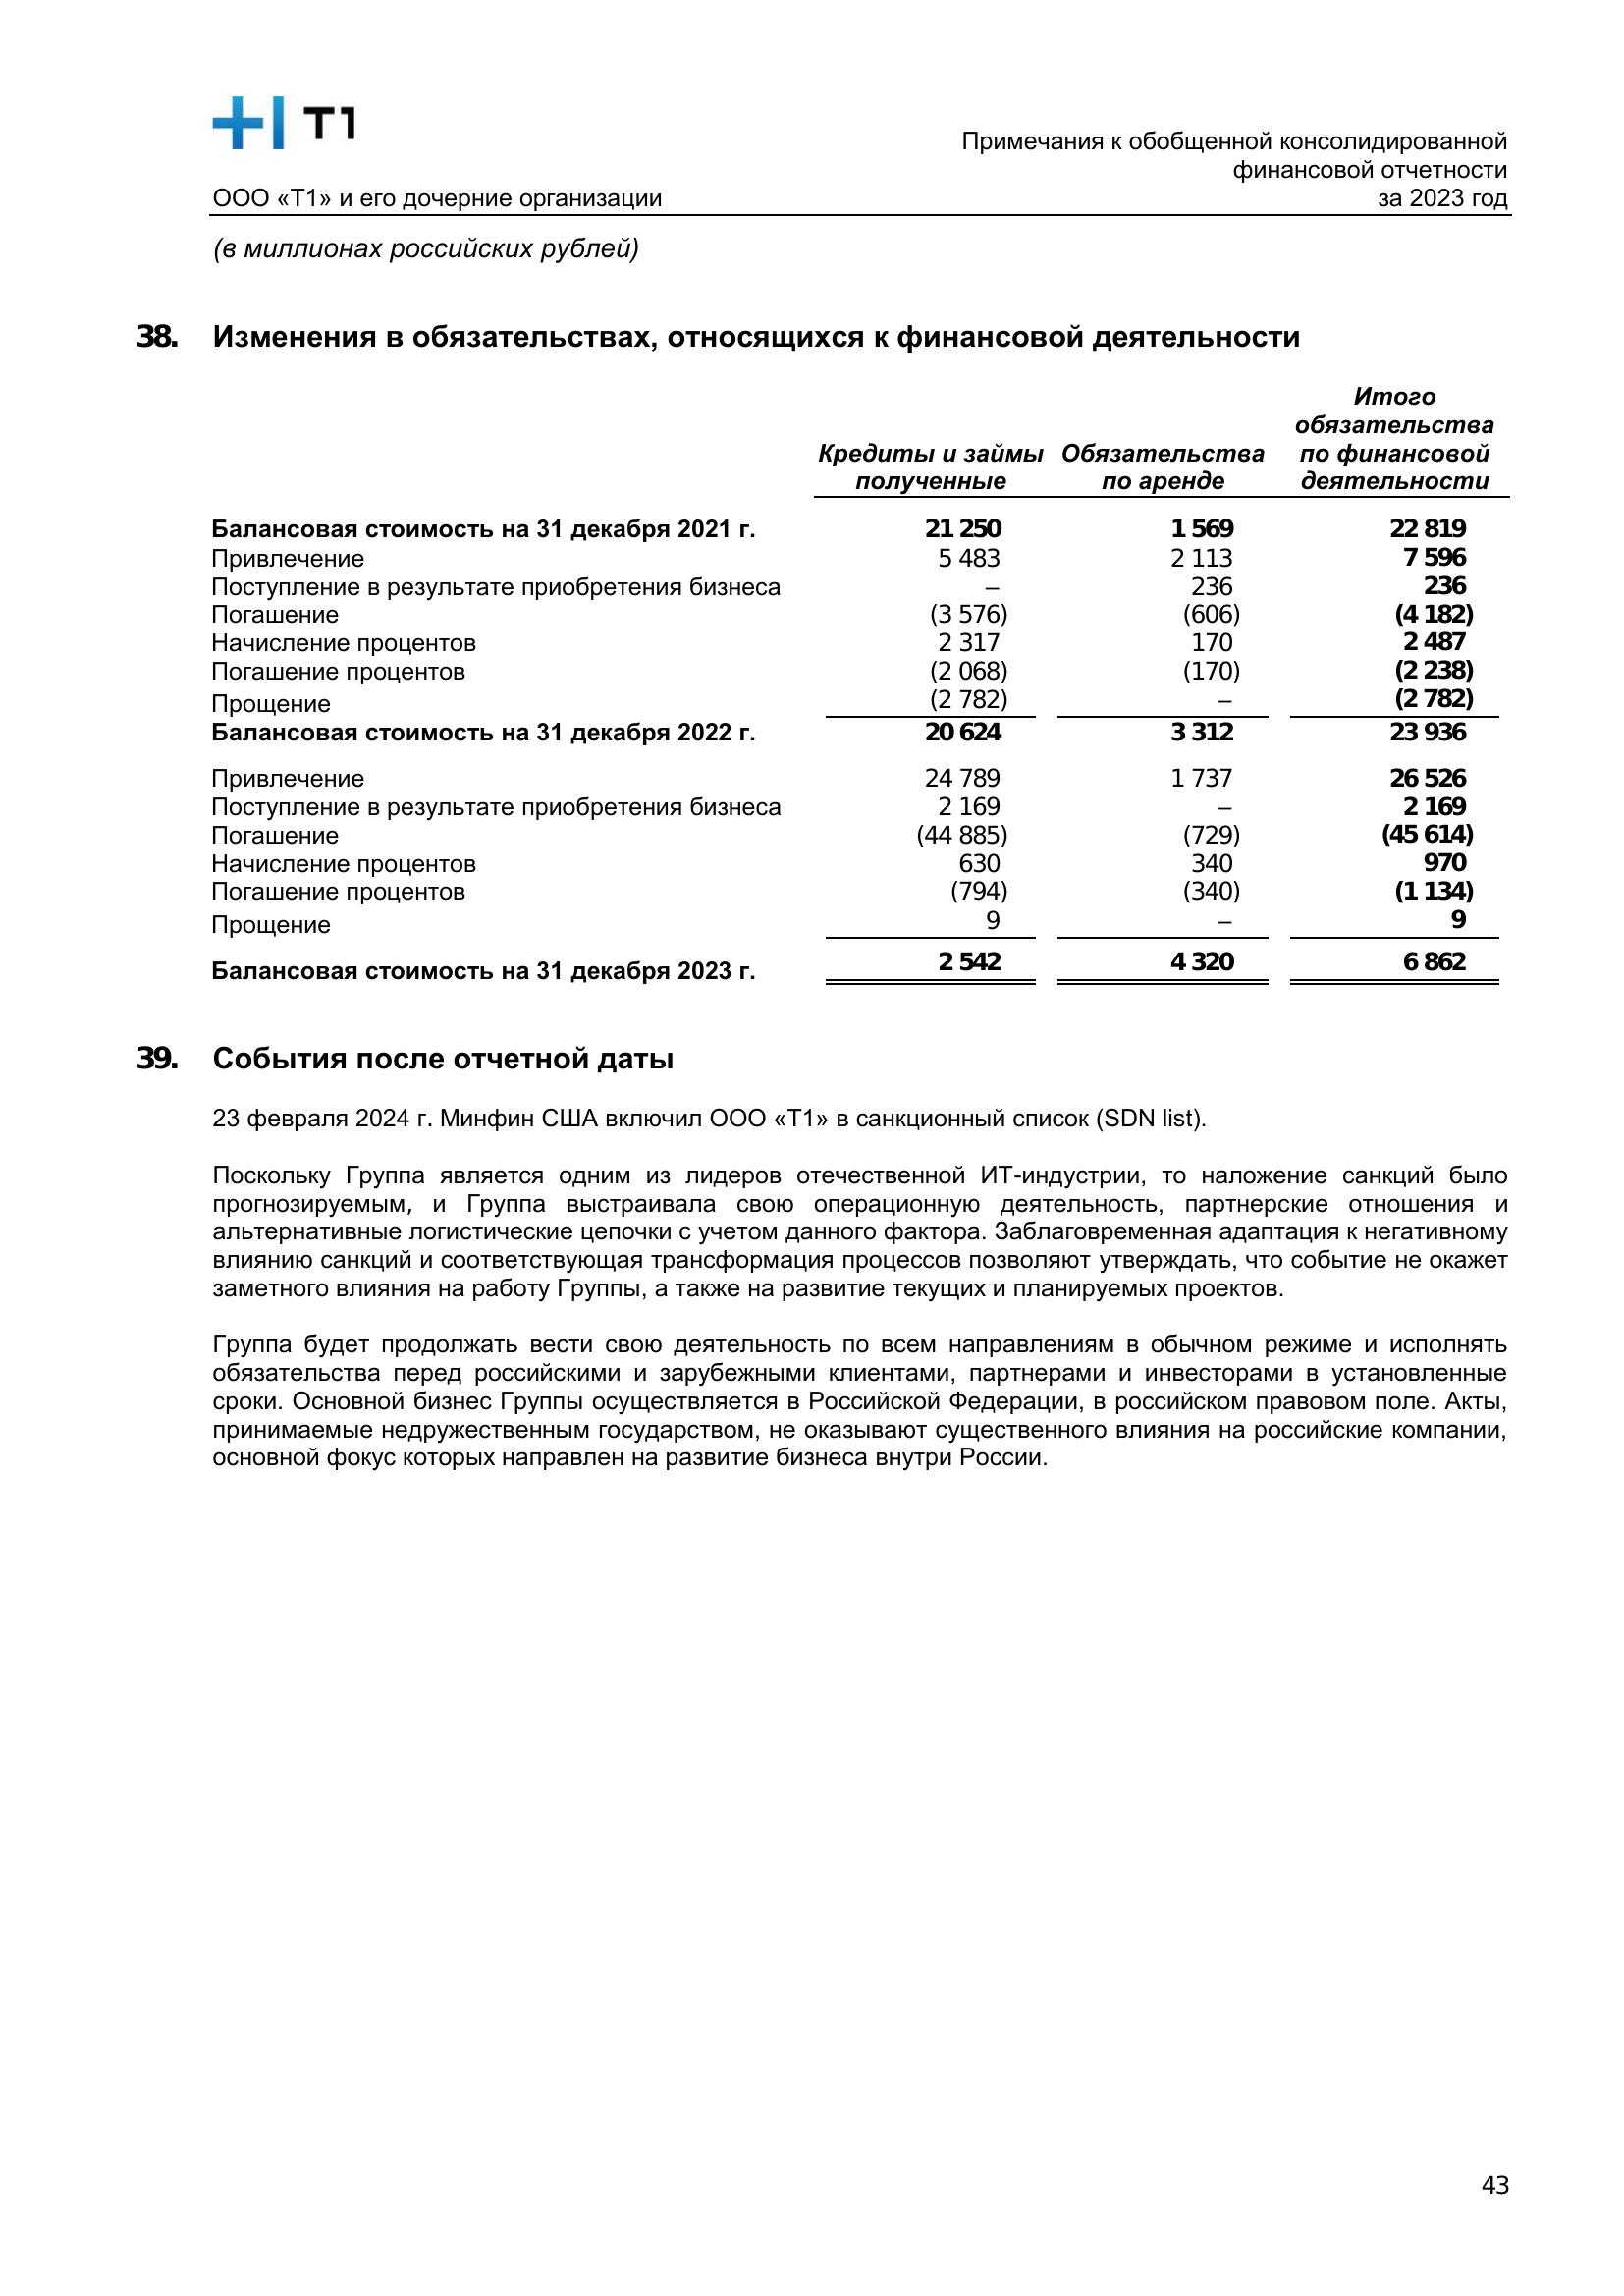 T1
Примечания к обобщенной консолидированной
финансовой отчетности
ООО «Т1» и его дочерние организации за 2023 год
(в миллионах российских рублей)
38. Изменения в обязательствах, относящихся к финансовой деятельности
Итого
обязательства
Кредиты и займы Обязательства по финансовой
полученные по аренде деятельности
Балансовая стоимость на 31 декабря 2021 г. 21 250 1 569 22 819
Привлечение 5 483 2 113 7 596
Поступление в результате приобретения бизнеса – 236 236
Погашение (3 576) (606) (4 182)
Начисление процентов 2 317 170 2 487
Погашение процентов (2 068) (170) (2 238)
Прощение (2 782) – (2 782)
Балансовая стоимость на 31 декабря 2022 г. 20 624 3 312 23 936
Привлечение 24 789 1 737 26 526
Поступление в результате приобретения бизнеса 2 169 – 2 169
Погашение (44 885) (729) (45 614)
Начисление процентов 630 340 970
Погашение процентов (794) (340) (1 134)
Прощение 9 – 9
Балансовая стоимость на 31 декабря 2023 г. 2 542 4 320 6 862
39. События после отчетной даты
23 февраля 2024 г. Минфин США включил ООО «Т1» в санкционный список (SDN list).
Поскольку Группа является одним из лидеров отечественной ИТ-индустрии, то наложение санкций было
прогнозируемым, и Группа выстраивала свою операционную деятельность, партнерские отношения и
альтернативные логистические цепочки с учетом данного фактора. Заблаговременная адаптация к негативному
влиянию санкций и соответствующая трансформация процессов позволяют утверждать, что событие не окажет
заметного влияния на работу Группы, а также на развитие текущих и планируемых проектов.
Группа будет продолжать вести свою деятельность по всем направлениям в обычном режиме и исполнять
обязательства перед российскими и зарубежными клиентами, партнерами и инвесторами в установленные
сроки. Основной бизнес Группы осуществляется в Российской Федерации, в российском правовом поле. Акты,
принимаемые недружественным государством, не оказывают существенного влияния на российские компании,
основной фокус которых направлен на развитие бизнеса внутри России.
43